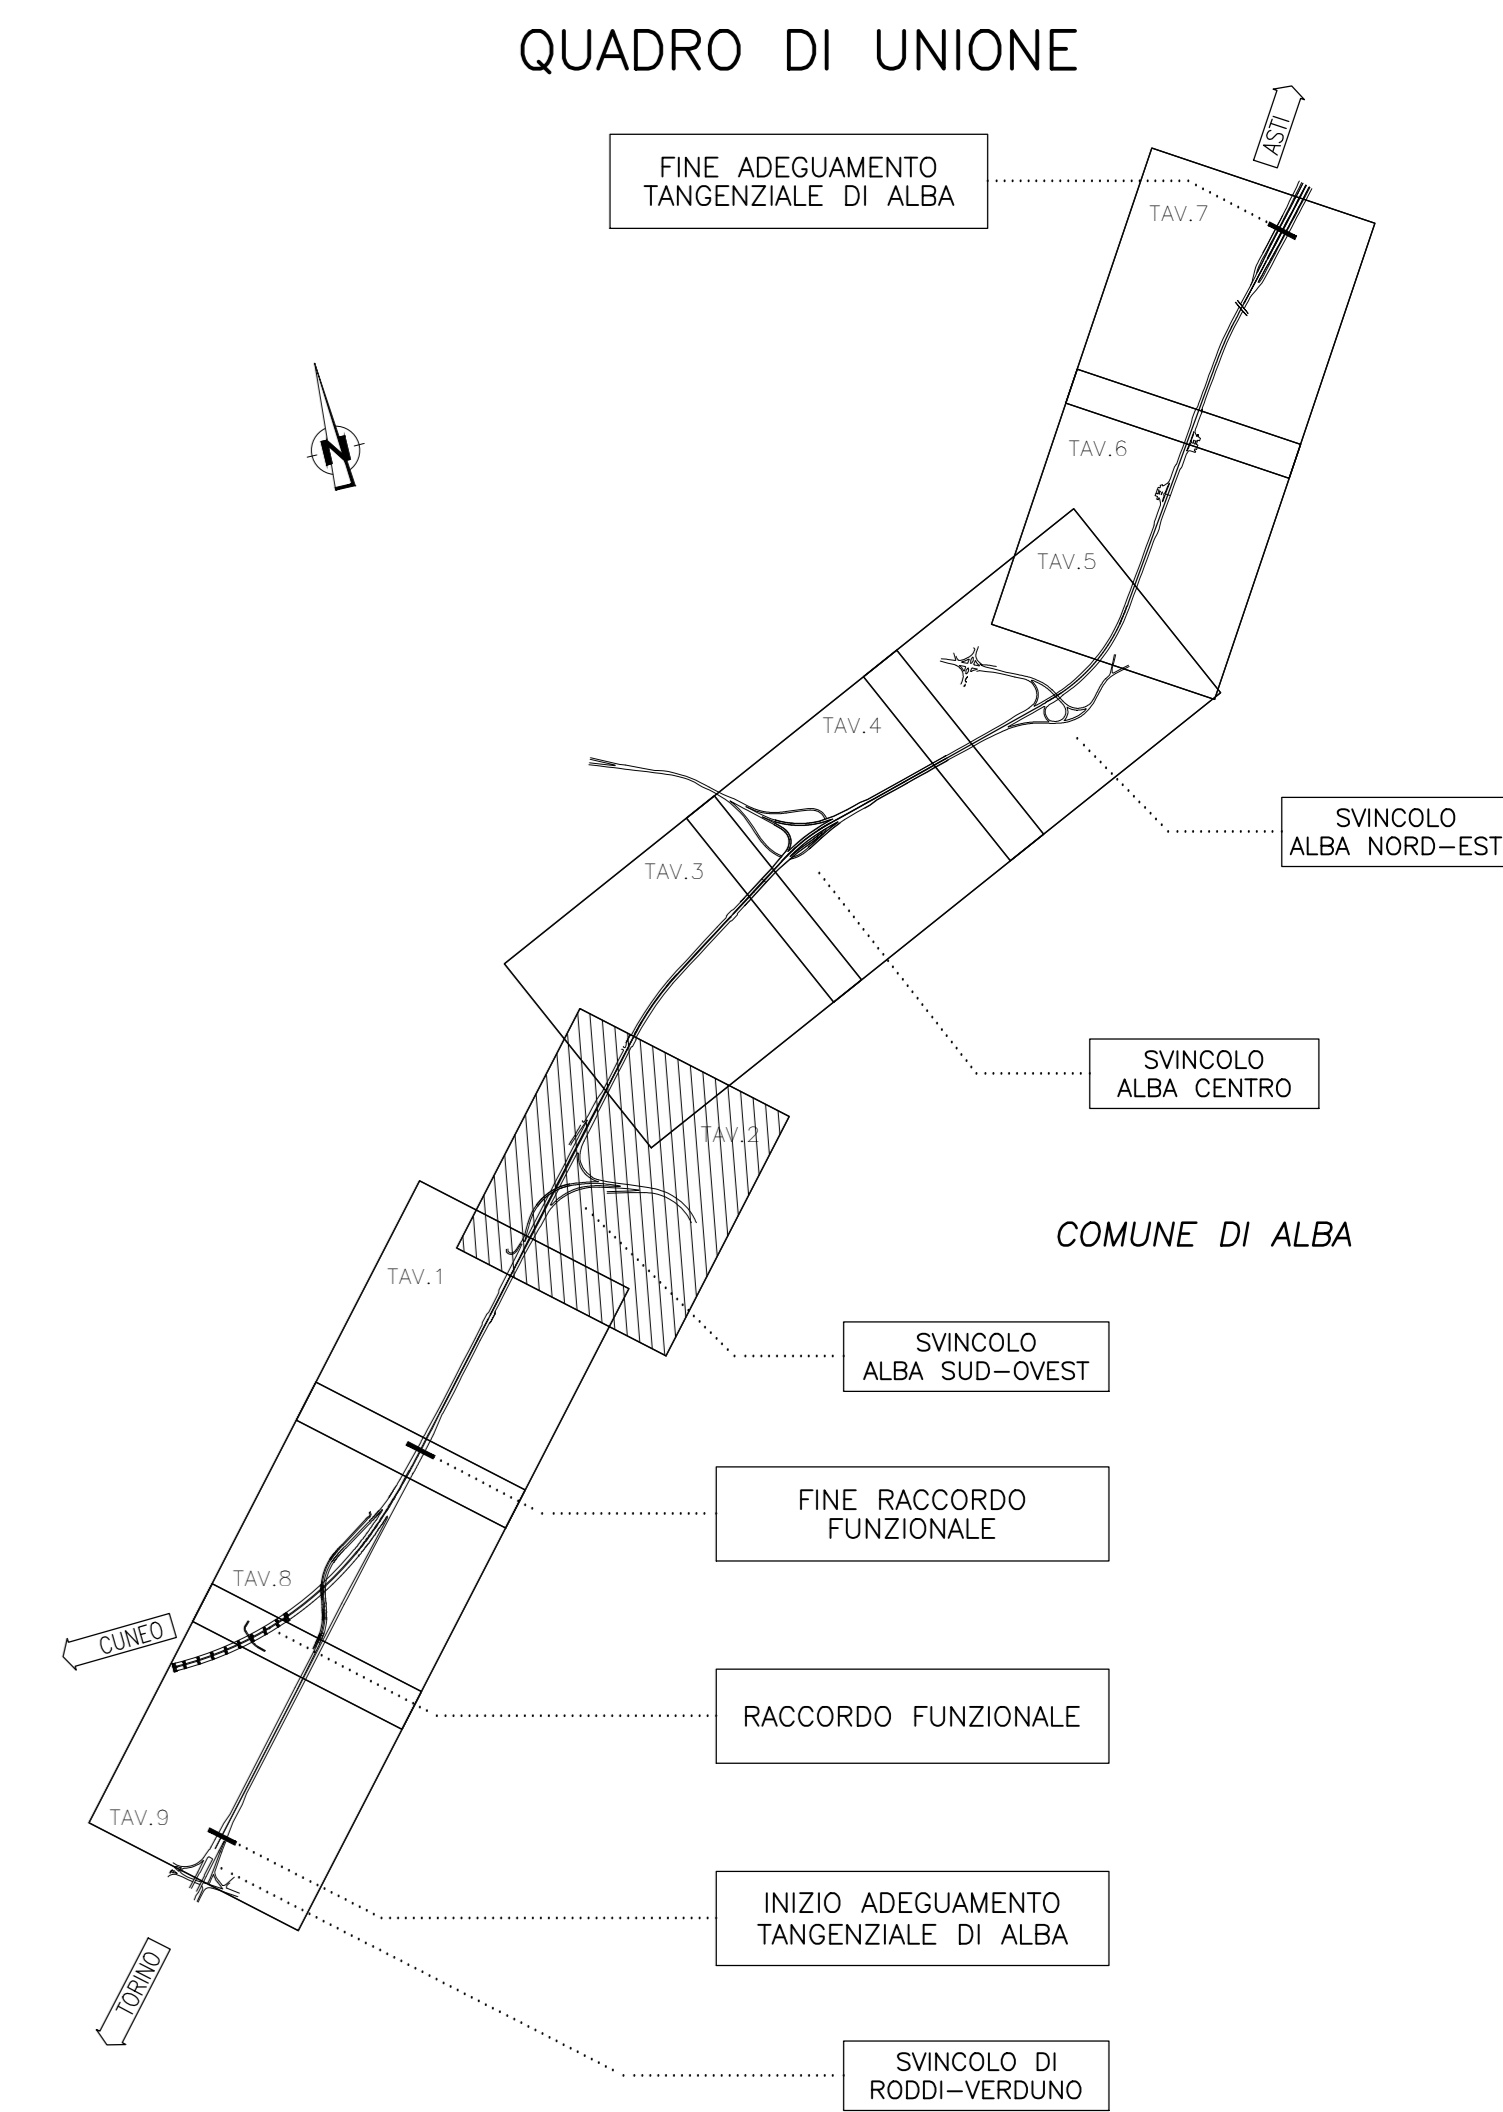 QUADRO DI UNIONE
ASTI
FINE ADEGUAMENTO
TANGENZIALE DI ALBA
TAV.7
N
TAV.6
TAV.5
TAV.4
SVINCOLO
ALBA NORD-EST
TAV.3
SVINCOLO
ALBA CENTRO
TAV.2
COMUNE DI ALBA
TAV.1
SVINCOLO
ALBA SUD-OVEST
FINE RACCORDO
FUNZIONALE
TAV.8
CUNEO
RACCORDO FUNZIONALE
TAV.9
INIZIO ADEGUAMENTO
TANGENZIALE DI ALBA
TORINO
SVINCOLO DI
RODDI-VERDUNO